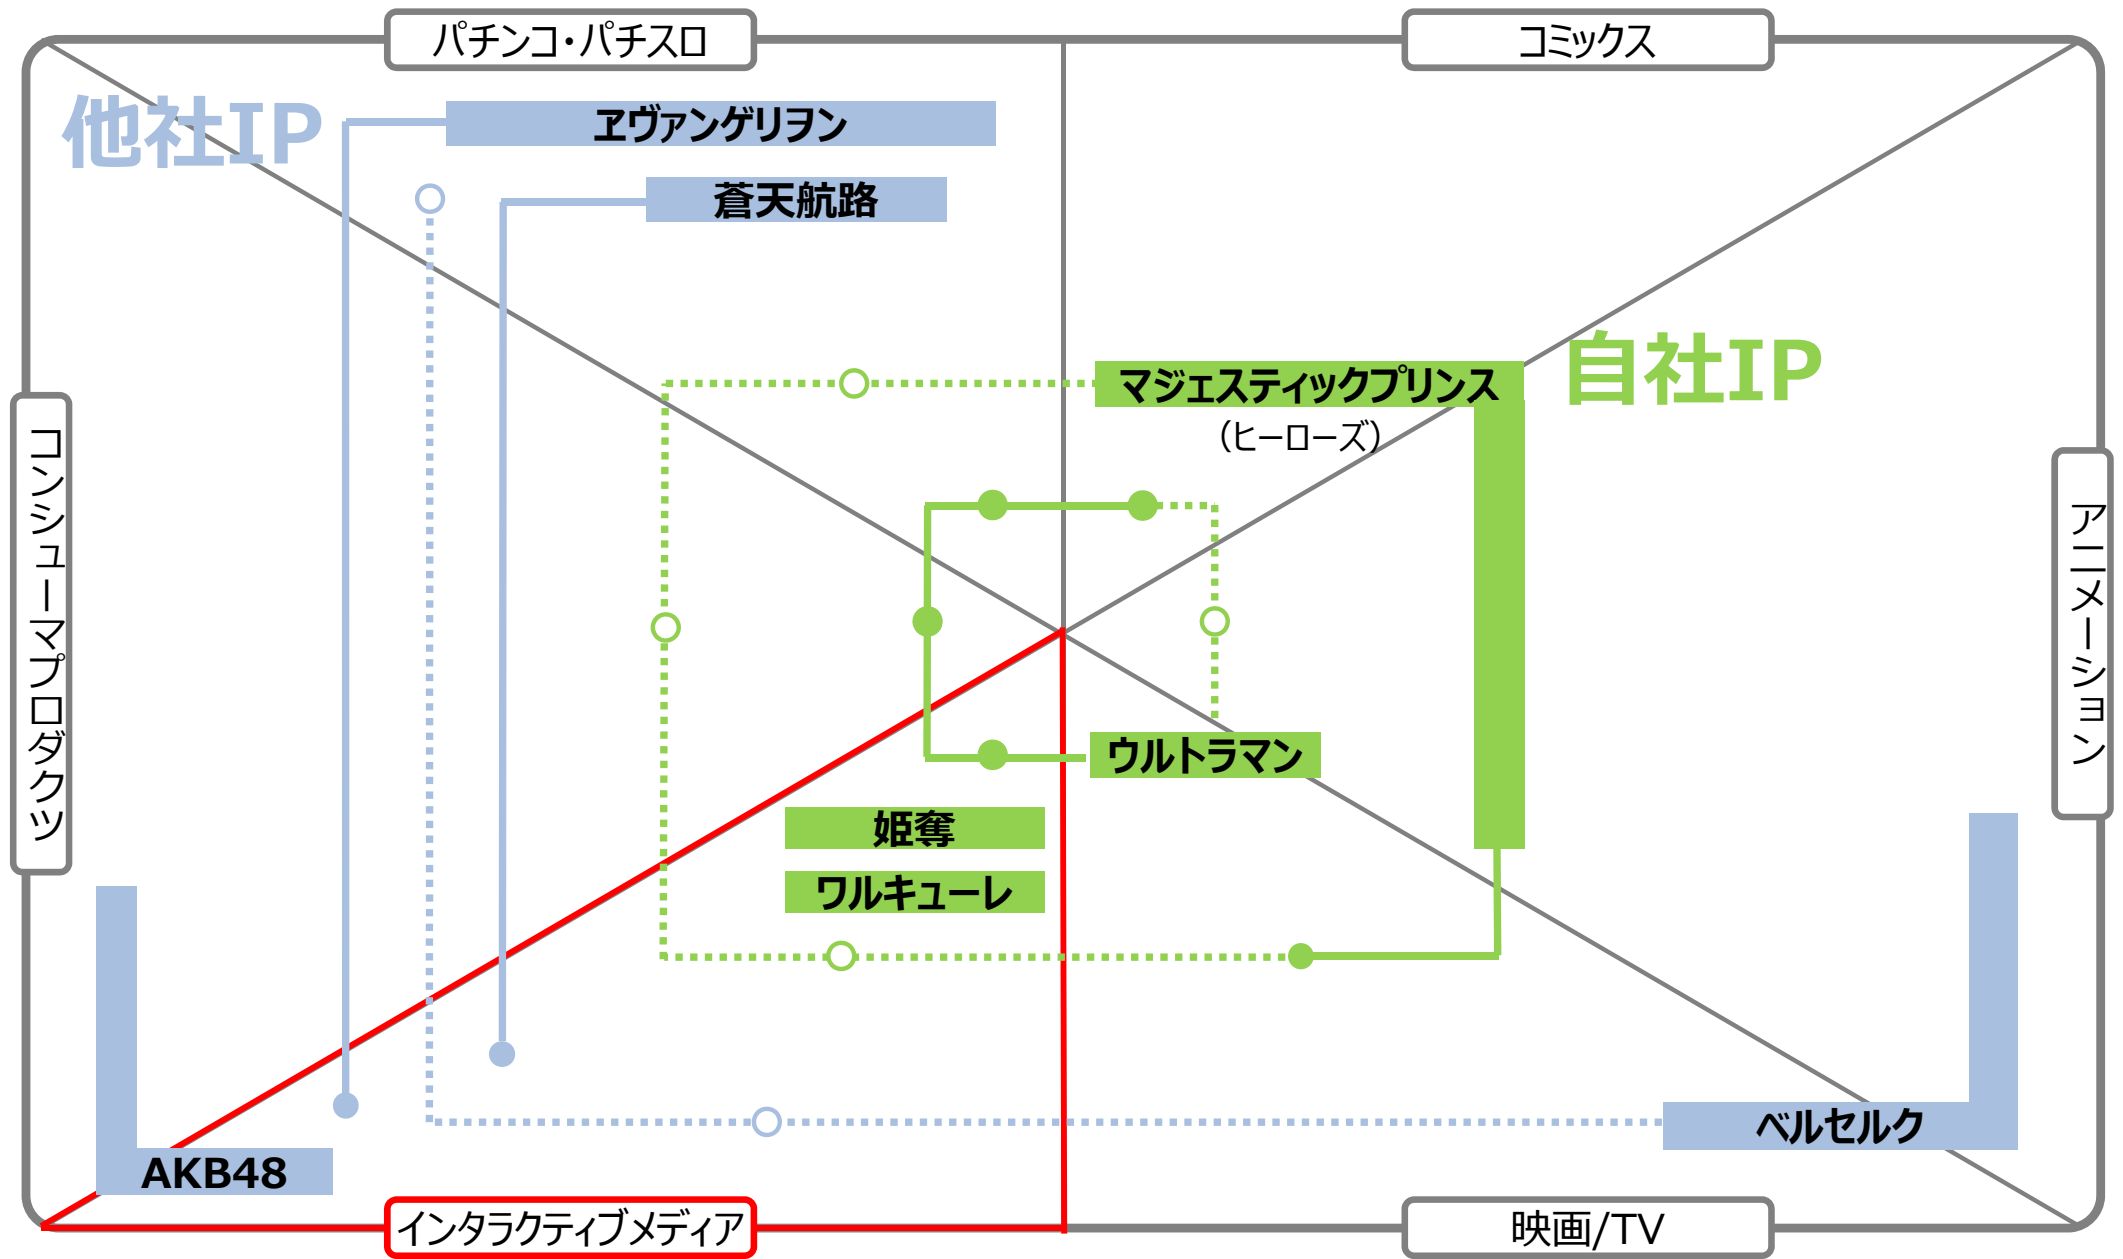 パチンコ・パチスロ
コミックス
他社IP
ヱヴァンゲリヲン
蒼天航路
自社IP
マジェスティックプリンス
（ヒーローズ）
コンシューマプロダクツ
アニメーション
ウルトラマン
姫奪
ワルキューレ
ベルセルク
AKB48
インタラクティブメディア
映画/TV